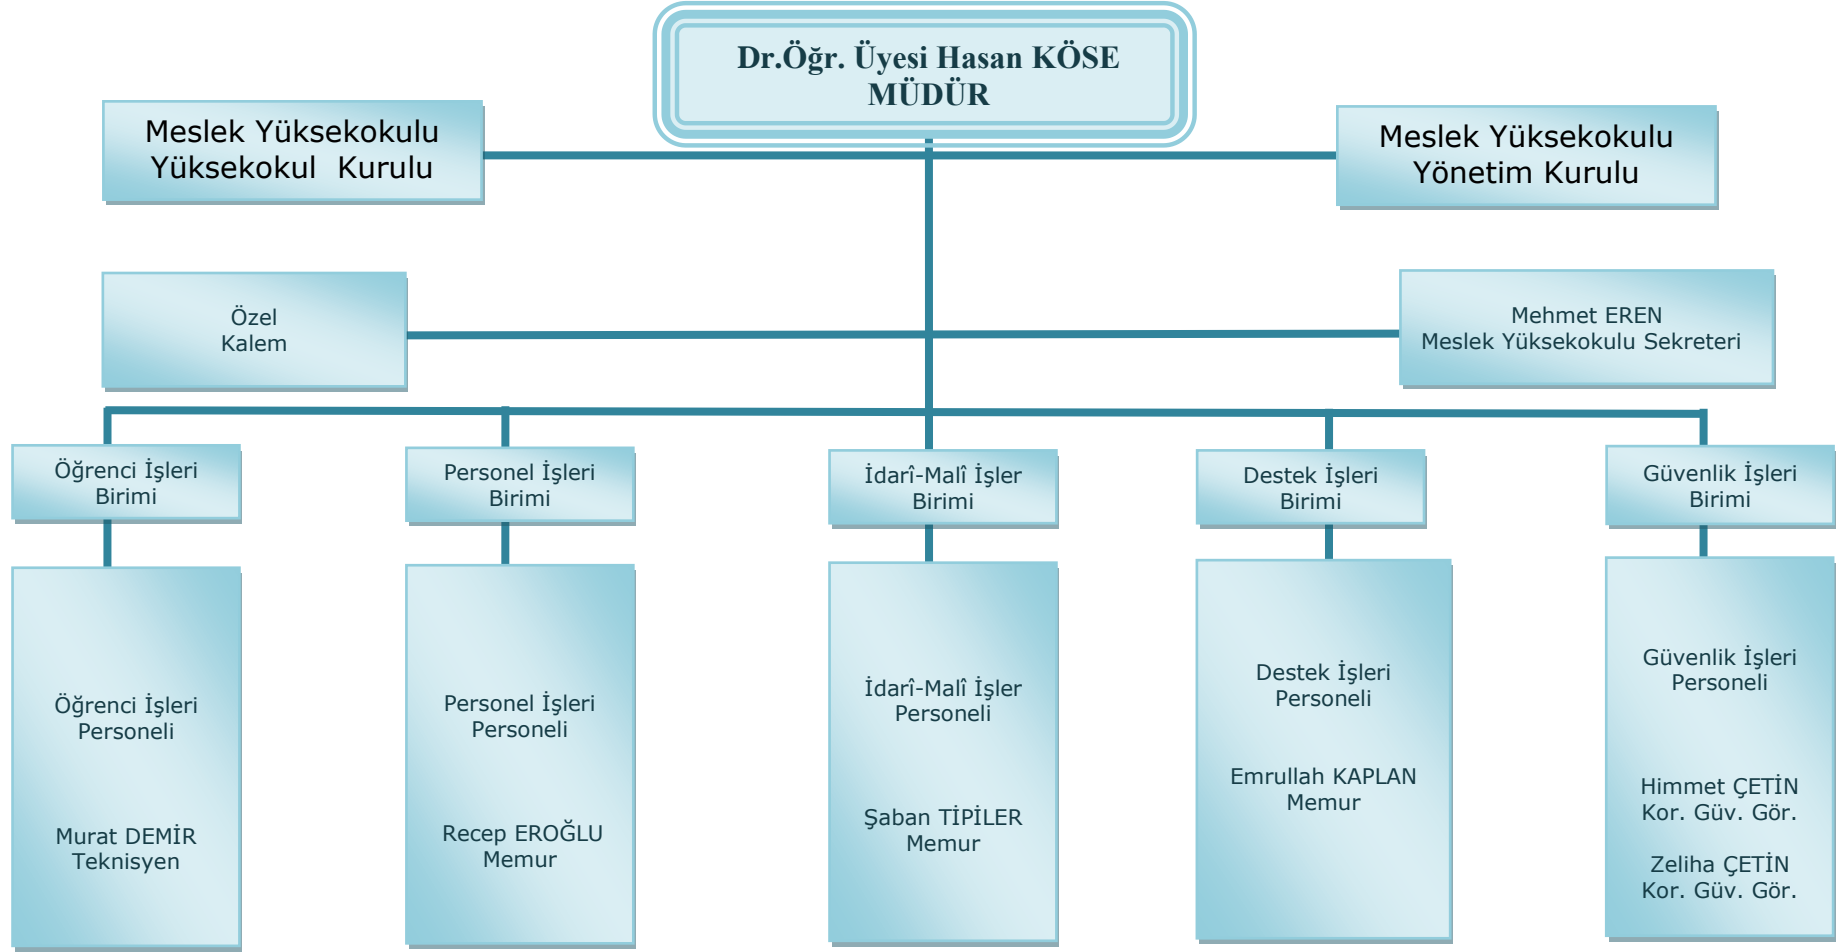 Dr.Öğr. Üyesi Hasan KÖSE
MÜDÜR
Meslek Yüksekokulu
Yüksekokul Kurulu
Meslek Yüksekokulu
Yönetim Kurulu
Özel
Kalem
Mehmet EREN
Meslek Yüksekokulu Sekreteri
Öğrenci İşleri
Birimi
Personel İşleri
Birimi
İdarî-Malî İşler
Birimi
Destek İşleri
Birimi
Güvenlik İşleri
Birimi
Öğrenci İşleri
Personeli
Murat DEMİR
Teknisyen
Personel İşleri
Personeli
Recep EROĞLU
Memur
İdarî-Malî İşler
Personeli
Şaban TİPİLER
Memur
Destek İşleri
Personeli
Emrullah KAPLAN
Memur
Güvenlik İşleri
Personeli
Himmet ÇETİN
Kor. Güv. Gör.
Zeliha ÇETİN
Kor. Güv. Gör.